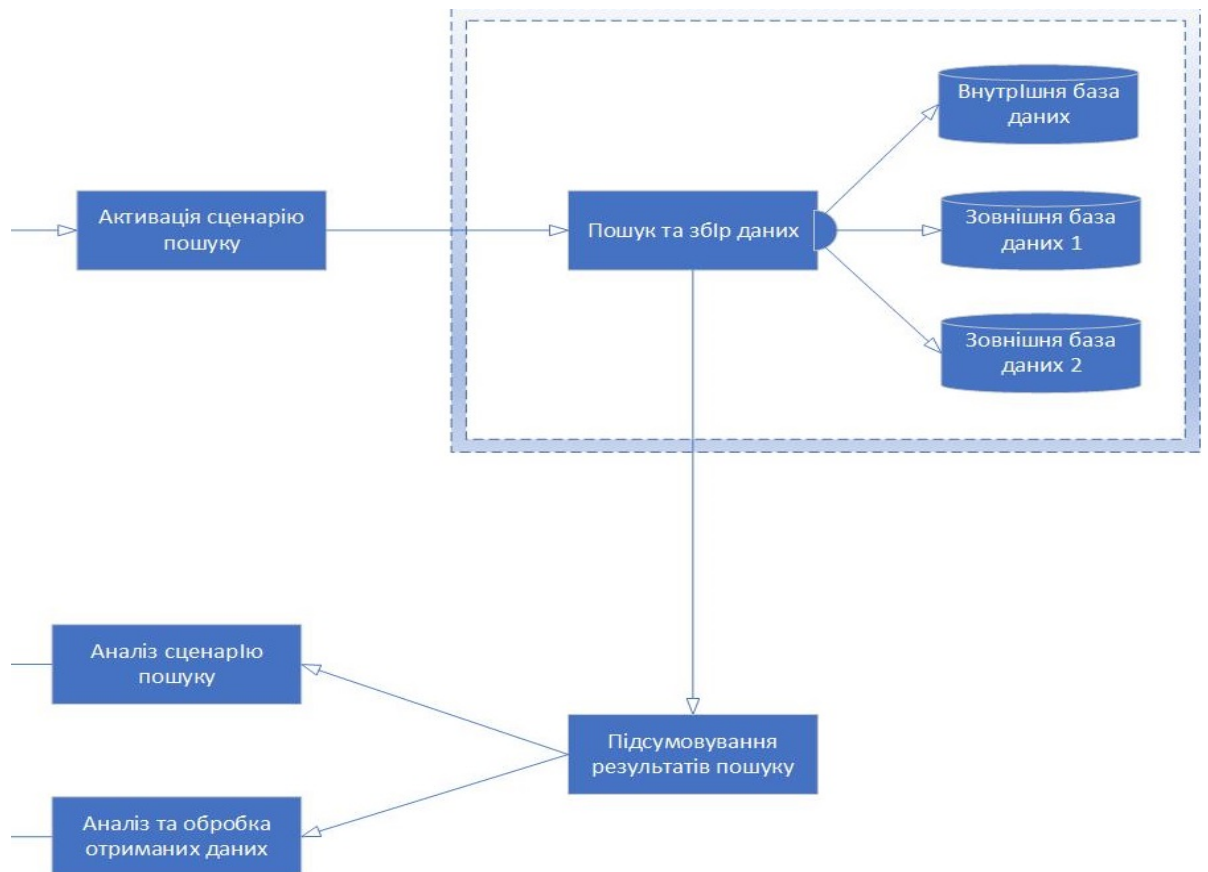 Внутрішня база
даних
Активація сценарію
пошуку
Пошук та збір даних
Зовнішня база
даних 1
Зовнішня база
даних 2
Аналіз сценарію
пошуку
Підсумовування
результатів пошуку
Аналіз та обробка
отриманих даних